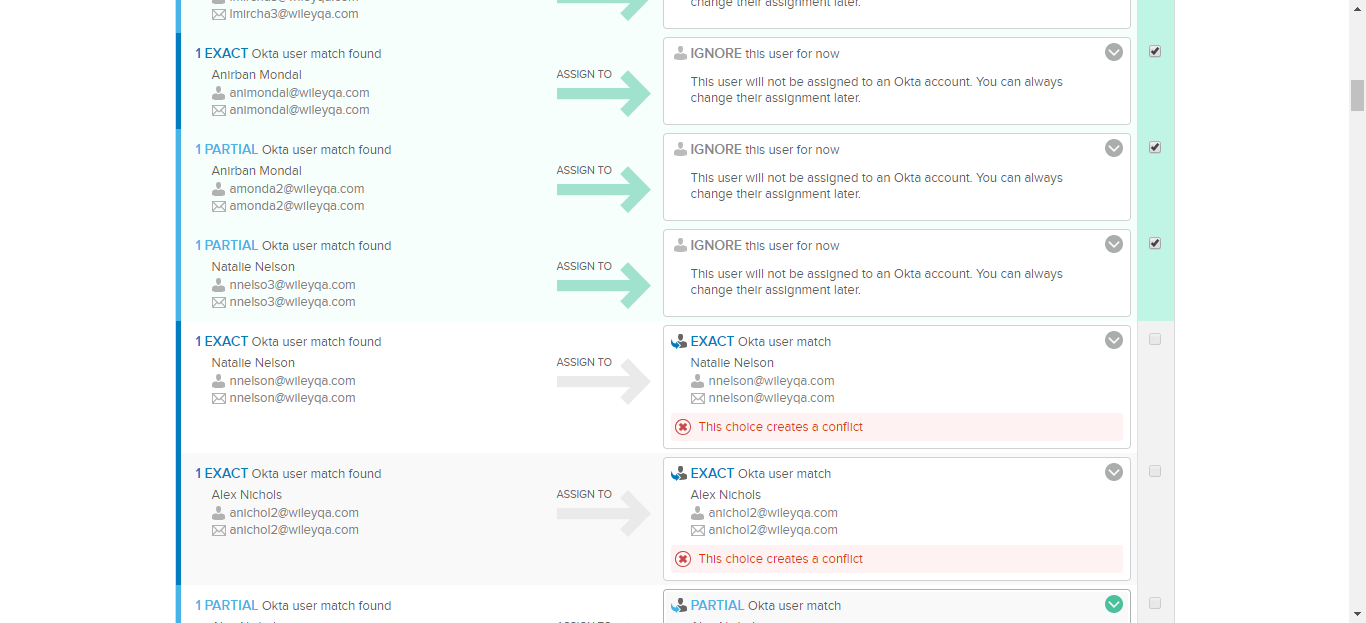 lmircha3@wileyqa.com
change their assignment later.
1 EXACT Okta user match found
Anirban Mondal
animondal@wileyqa.com
animondal@wileyqa.com
ASSIGN TO
IGNORE this user for now
This user will not be assigned to an Okta account. You can always
change their assignment later.
1 PARTIAL Okta user match found
Anirban Mondal
amonda2@wileyqa.com
amonda2@wileyqa.com
ASSIGN TO
IGNORE this user for now
This user will not be assigned to an Okta account. You can always
change their assignment later.
1 PARTIAL Okta user match found
Natalie Nelson
nnelso3@wileyqa.com
nnelso3@wileyqa.com
ASSIGN TO
IGNORE this user for now
This user will not be assigned to an Okta account. You can always
change their assignment later.
1 EXACT Okta user match found
Natalie Nelson
nnelson@wileyqa.com
nnelson@wileyqa.com
ASSIGN TO
EXACT Okta user match
Natalie Nelson
nnelson@wileyqa.com
nnelson@wileyqa.com
This choice creates a conflict
1 EXACT Okta user match found
Alex Nichols
anichol2@wileyqa.com
anichol2@wileyqa.com
ASSIGN TO
EXACT Okta user match
Alex Nichols
anichol2@wileyqa.com
anichol2@wileyqa.com
This choice creates a conflict
1 PARTIAL Okta user match found
PARTIAL Okta user match